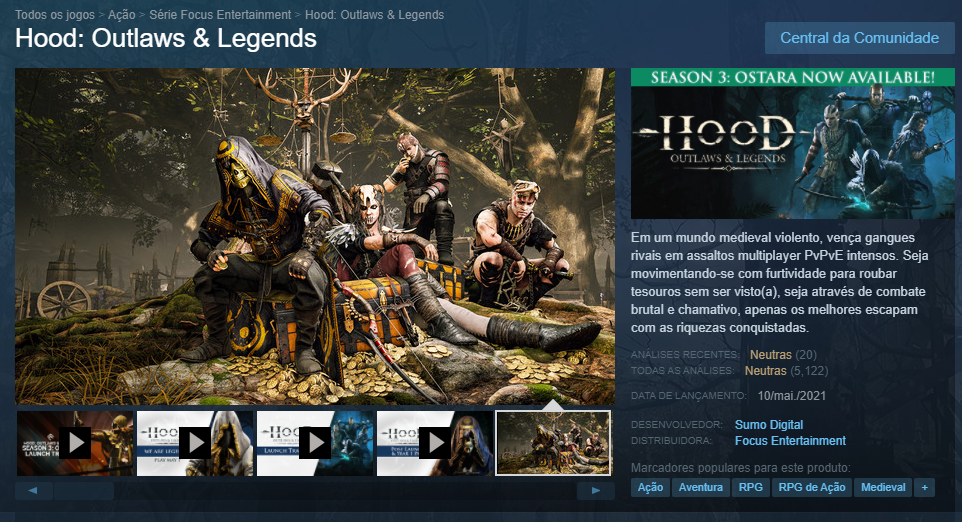 Todos os jogos > Ação > Série Focus Entertainment > Hood: Outlaws & Legends
Hood: Outlaws & Legends
Central da Comunidade
SEASON 3: OSTARA NOW AVAILABLE!
HOOD
OUTLAWS & LEGENDS
Em um mundo medieval violento, vença gangues
rivais em assaltos multiplayer PvPvE intensos. Seja
movimentando-se com furtividade para roubar
tesouros sem ser visto(a), seja através de combate
brutal e chamativo, apenas os melhores escapam
com as riquezas conquistadas.
ANÁLISES RECENTES: Neutras (20)
TODAS AS ANÁLISES: Neutras (5,122)
DATA DE LANÇAMENTO: 10/mai./2021
DESENVOLVEDOR: Sumo Digital
DISTRIBUIDORA: Focus Entertainment
Marcadores populares para este produto:
Ação Aventura RPG RPG de Ação Medieval +